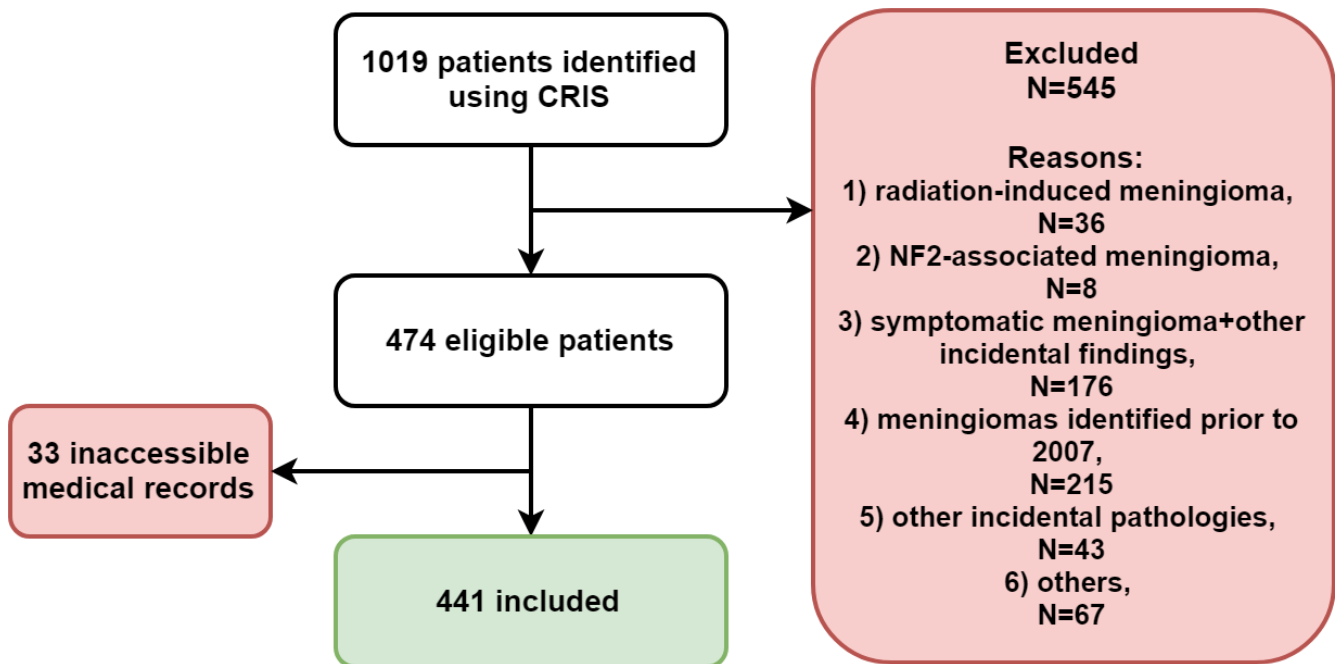 1019 patients identified
using CRIS
Excluded
N=545
Reasons:
1) radiation-induced meningioma,
N=36
2) NF2-associated meningioma,
N=8
3) symptomatic meningioma+other
incidental findings,
N=176
4) meningiomas identified prior to
2007,
N=215
5) other incidental pathologies,
N=43
6) others,
N=67
474 eligible patients
33 inaccessible
medical records
441 included